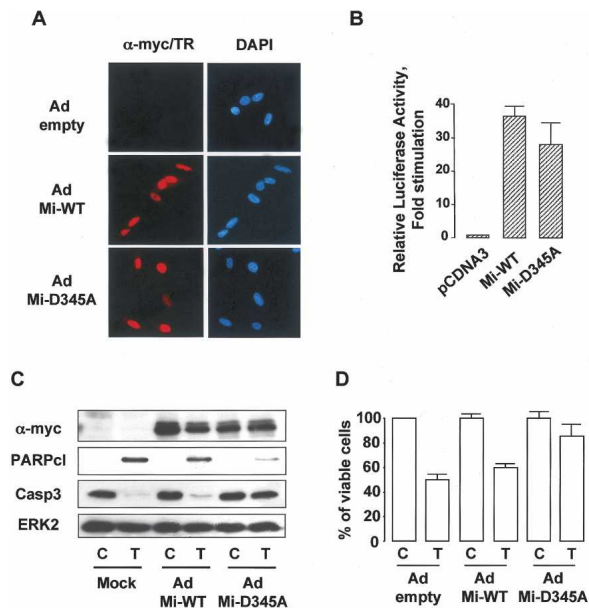 A
α-myc/TR DAPI
Ad
empty
Ad
Mi-WT
Ad
Mi-D345A
B
Relative Luciferase Activity,
Fold stimulation
40
30
20
10
0
pCDNA3 Mi-WT Mi-D345A
C
α-myc
PARPcl
Casp3
ERK2
C T C T C T
Mock Ad Ad
Mi-WT Mi-D345A
D
% of viable cells
100
80
60
40
20
0
C T C T C T
Ad Ad Ad
empty Mi-WT Mi-D345A